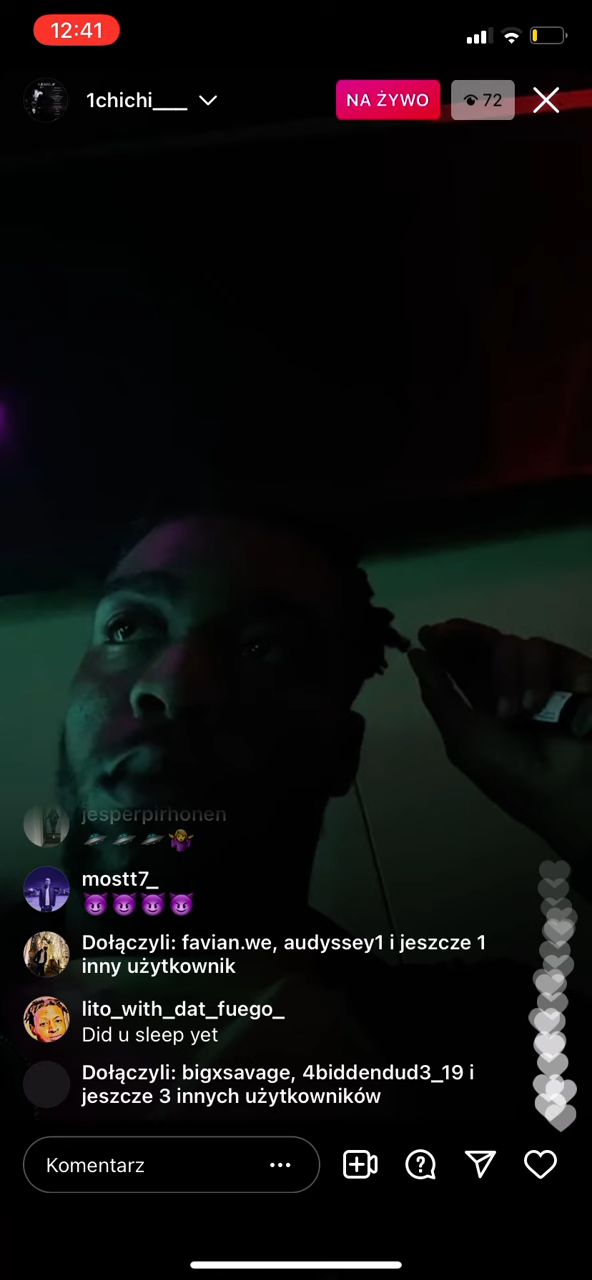 12:41
1chichi___
NA ŻYWO
72
jesperpirhonen
🛸🛸🛸🤷‍♀️
mostt7_
😈😈😈😈
Dołączyli: favian.we, audyssey1 i jeszcze 1
inny użytkownik
lito_with_dat_fuego_
Did u sleep yet
Dołączyli: bigxsavage, 4biddendud3_19 i
jeszcze 3 innych użytkowników
Komentarz